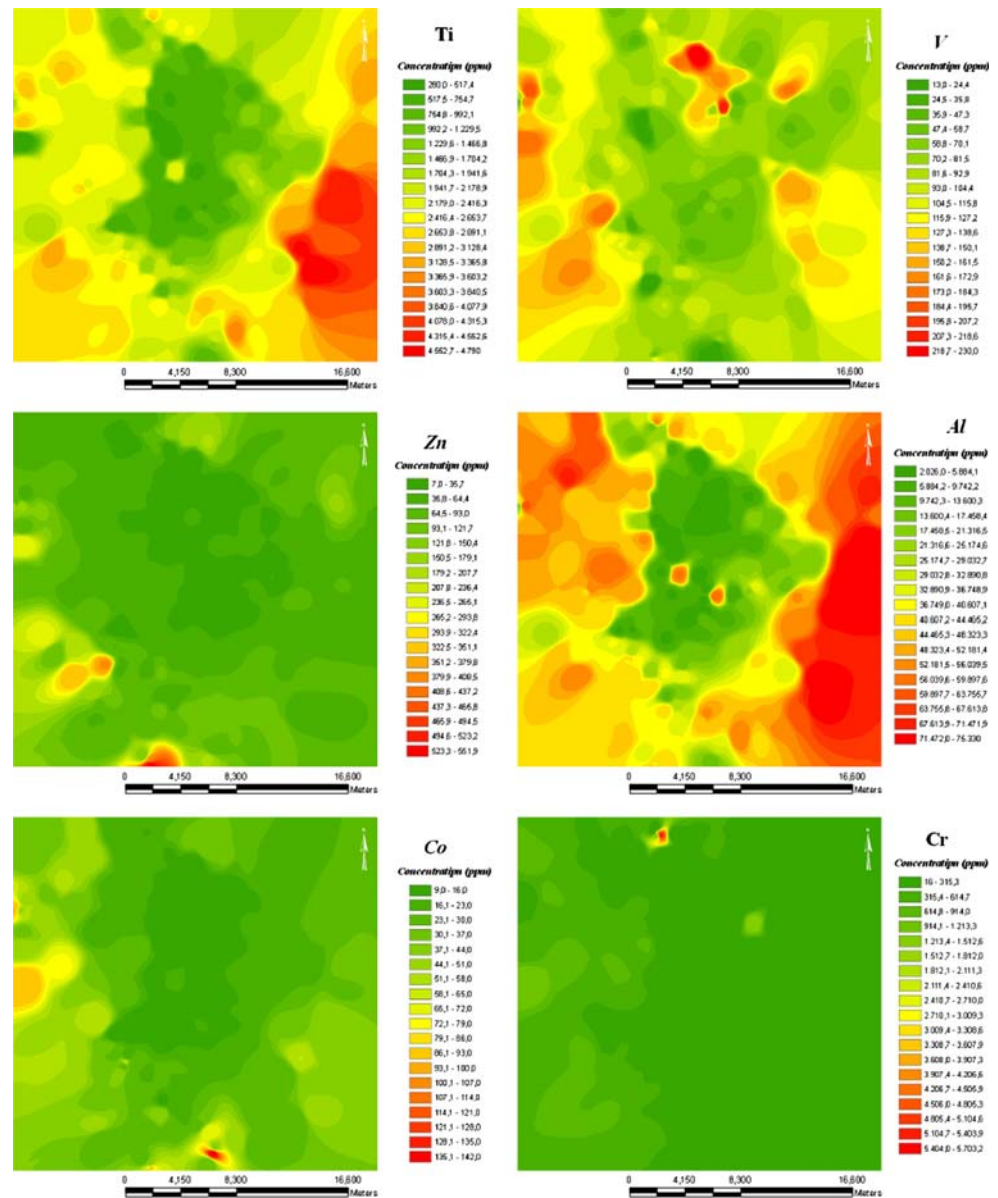 Ti
Concentratipn (ppm)
280,0 - 517,4
517,5 - 754,7
754,8 - 992,1
992,2 - 1.229,5
1.229,6 - 1.466,8
1.466,9 - 1.704,2
1.704,3 - 1.941,6
1.941,7 - 2.178,9
2.179,0 - 2.416,3
2.416,4 - 2.653,7
2.653,8 - 2.891,1
2.891,2 - 3.128,4
3.128,5 - 3.365,8
3.365,9 - 3.603,2
3.603,3 - 3.840,5
3.840,6 - 4.077,9
4.078,0 - 4.315,3
4.315,4 - 4.552,6
4.552,7 - 4.790
0 4,150 8,300 16,600
Meters
V
Concentratipn (ppm)
13,0 - 24,4
24,5 - 35,8
35,9 - 47,3
47,4 - 58,7
58,8 - 70,1
70,2 - 81,5
81,6 - 92,9
93,0 - 104,4
104,5 - 115,8
115,9 - 127,2
127,3 - 138,6
138,7 - 150,1
150,2 - 161,5
161,6 - 172,9
173,0 - 184,3
184,4 - 195,7
195,8 - 207,2
207,3 - 218,6
218,7 - 230,0
0 4,150 8,300 16,600
Meters
Zn
Concentratipn (ppm)
7,0 - 35,7
35,8 - 64,4
64,5 - 93,0
93,1 - 121,7
121,8 - 150,4
150,5 - 179,1
179,2 - 207,7
207,8 - 236,4
236,5 - 265,1
265,2 - 293,8
293,9 - 322,4
322,5 - 351,1
351,2 - 379,8
379,9 - 408,5
408,6 - 437,2
437,3 - 465,8
465,9 - 494,5
494,6 - 523,2
523,3 - 551,9
0 4,150 8,300 16,600
Meters
Al
Concentratipn (ppm)
2.026,0 - 5.884,1
5.884,2 - 9.742,2
9.742,3 - 13.600,3
13.600,4 - 17.458,4
17.458,5 - 21.316,5
21.316,6 - 25.174,6
25.174,7 - 29.032,7
29.032,8 - 32.890,8
32.890,9 - 36.748,9
36.749,0 - 40.607,1
40.607,2 - 44.465,2
44.465,3 - 48.323,3
48.323,4 - 52.181,4
52.181,5 - 56.039,5
56.039,6 - 59.897,6
59.897,7 - 63.755,7
63.755,8 - 67.613,8
67.613,9 - 71.471,9
71.472,0 - 75.330
0 4,150 8,300 16,600
Meters
Co
Concentratipn (ppm)
9,0 - 16,0
16,1 - 23,0
23,1 - 30,0
30,1 - 37,0
37,1 - 44,0
44,1 - 51,0
51,1 - 58,0
58,1 - 65,0
65,1 - 72,0
72,1 - 79,0
79,1 - 86,0
86,1 - 93,0
93,1 - 100,0
100,1 - 107,0
107,1 - 114,0
114,1 - 121,0
121,1 - 128,0
128,1 - 135,0
135,1 - 142,0
0 4,150 8,300 16,600
Meters
Cr
Concentratipn (ppm)
16 - 315,3
315,4 - 614,7
614,8 - 914,0
914,1 - 1.213,3
1.213,4 - 1.512,6
1.512,7 - 1.812,0
1.812,1 - 2.111,3
2.111,4 - 2.410,6
2.410,7 - 2.710,0
2.710,1 - 3.009,3
3.009,4 - 3.308,6
3.308,7 - 3.607,9
3.608,0 - 3.907,3
3.907,4 - 4.206,6
4.206,7 - 4.505,9
4.506,0 - 4.805,3
4.805,4 - 5.104,6
5.104,7 - 5.403,9
5.404,0 - 5.703,2
0 4,150 8,300 16,600
Meters